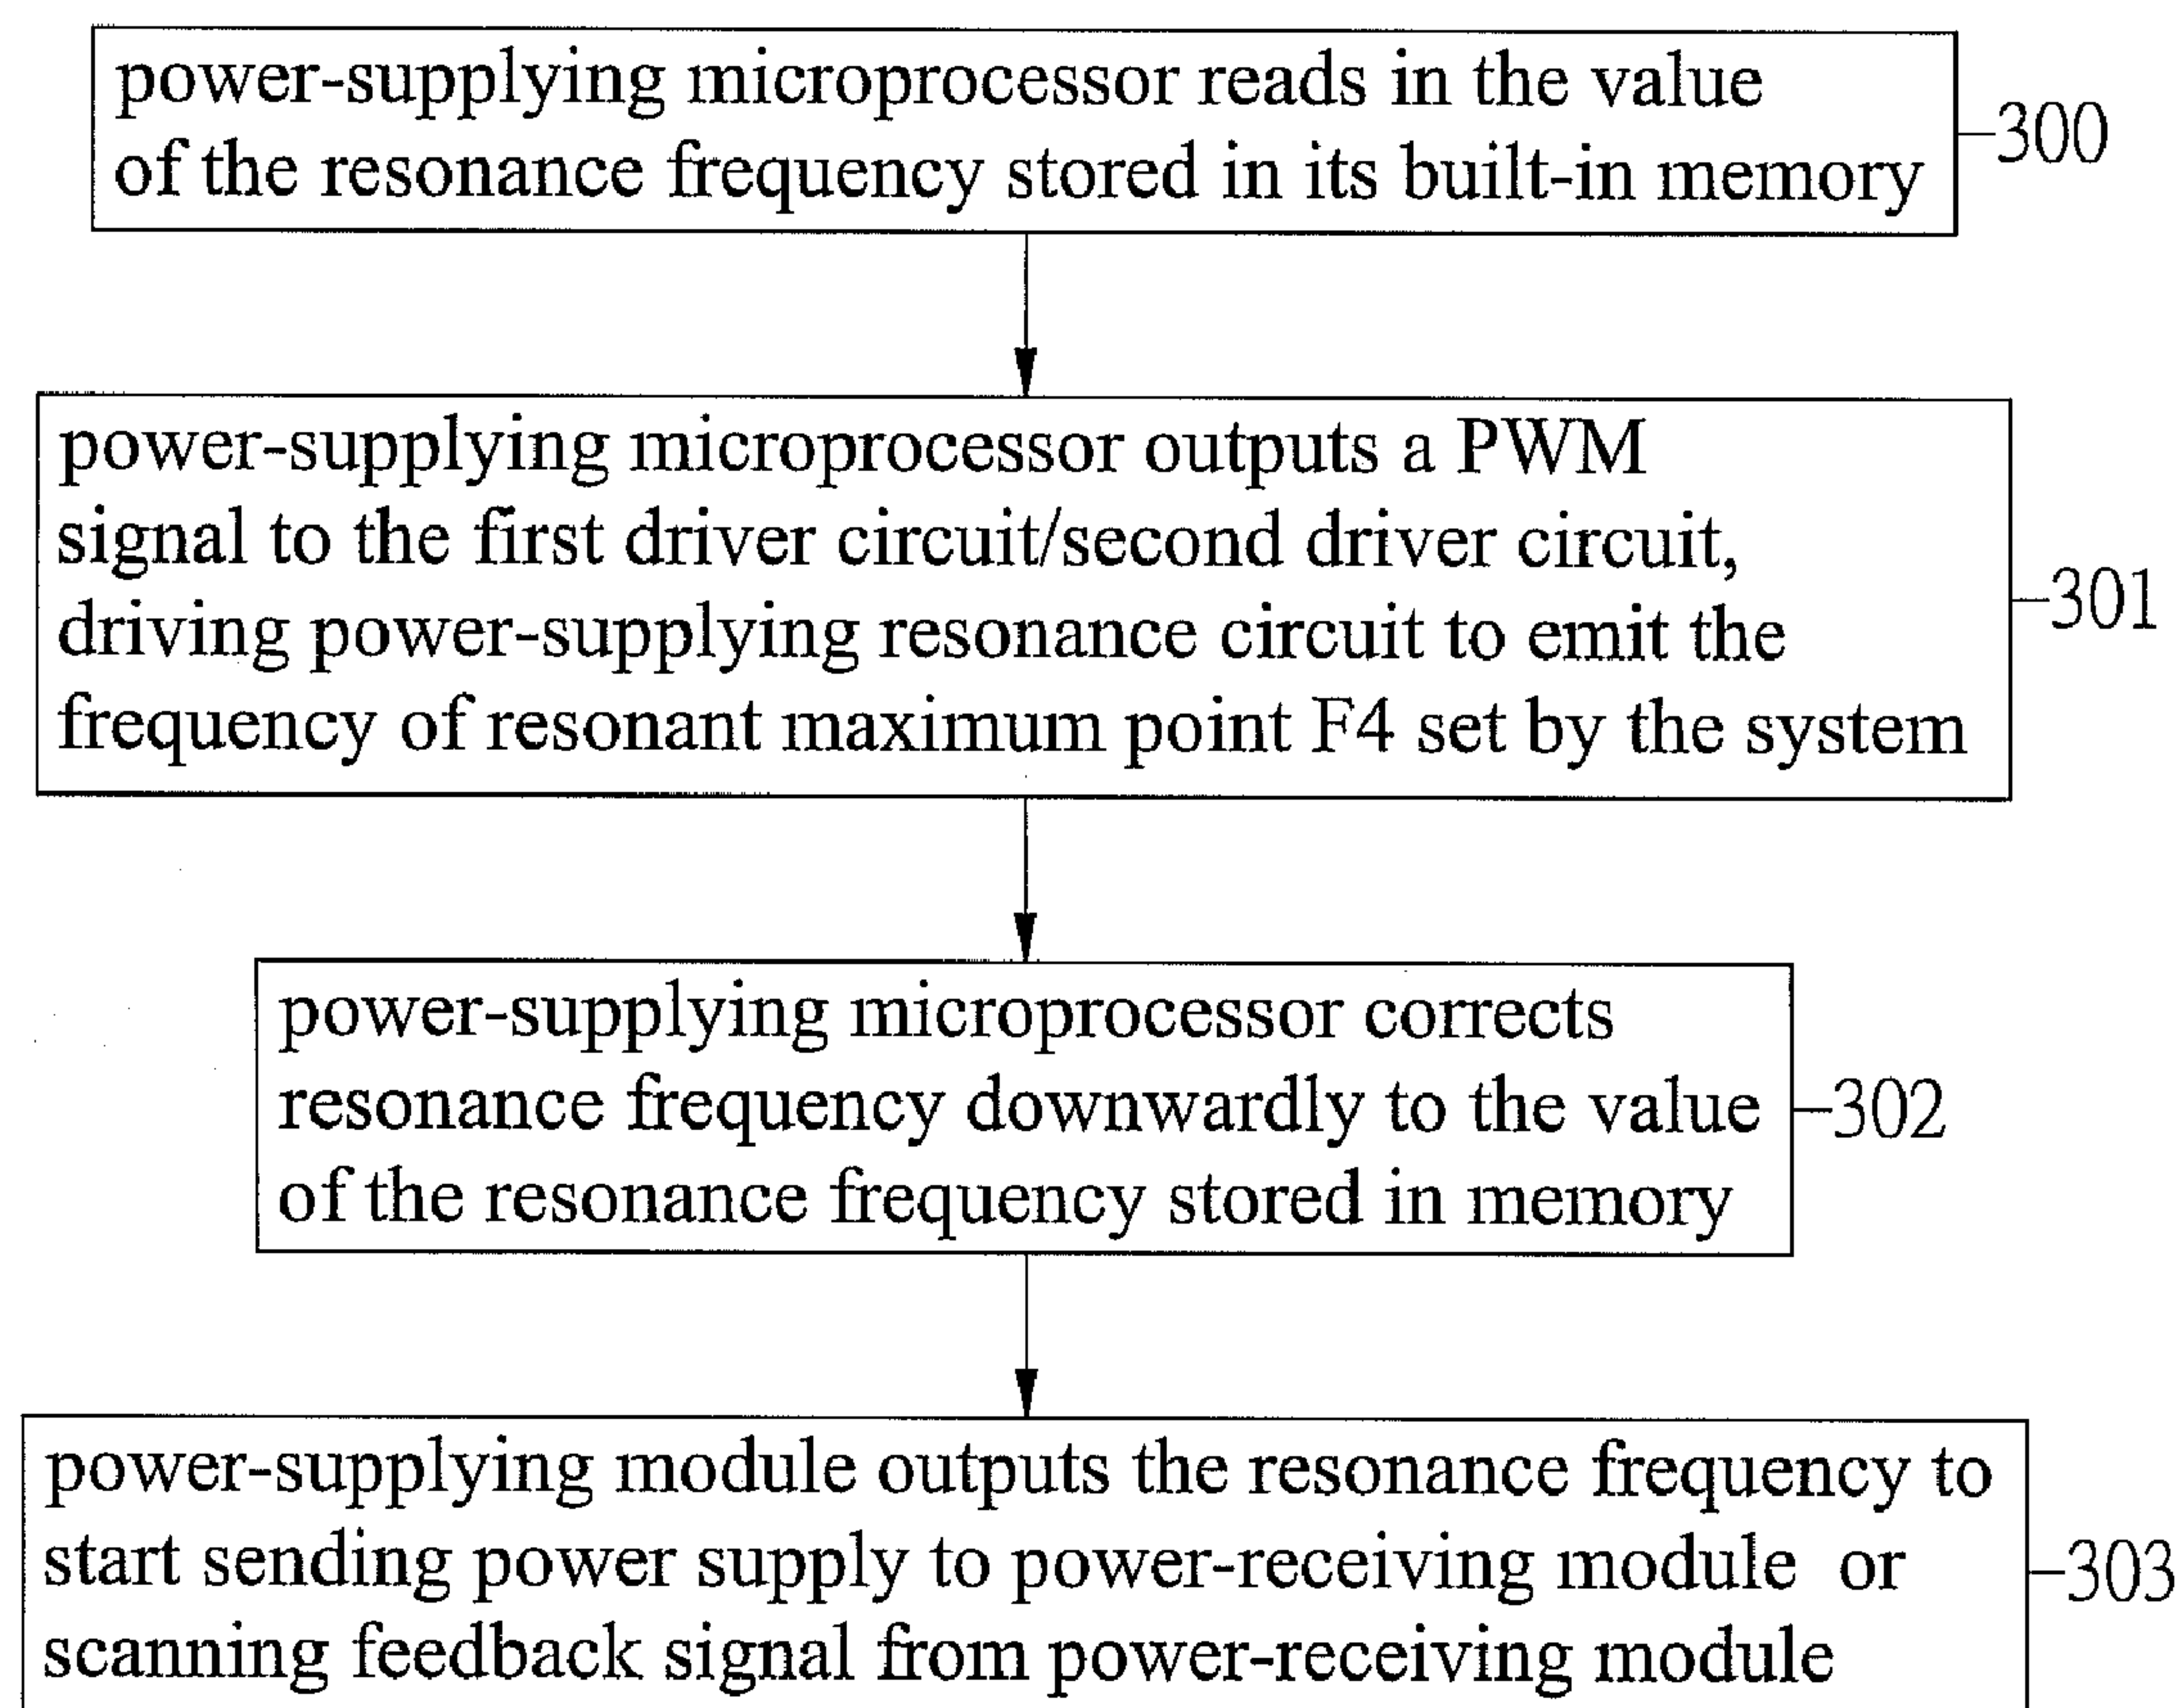 power-supplying microprocessor reads in the value
of the resonance frequency stored in its built-in memory
300
power-supplying microprocessor outputs a PWM
signal to the first driver circuit/second driver circuit,
driving power-supplying resonance circuit to emit the
frequency of resonant maximum point F4 set by the system
301
power-supplying microprocessor corrects
resonance frequency downwardly to the value
of the resonance frequency stored in memory
302
power-supplying module outputs the resonance frequency to
start sending power supply to power-receiving module or
scanning feedback signal from power-receiving module
303